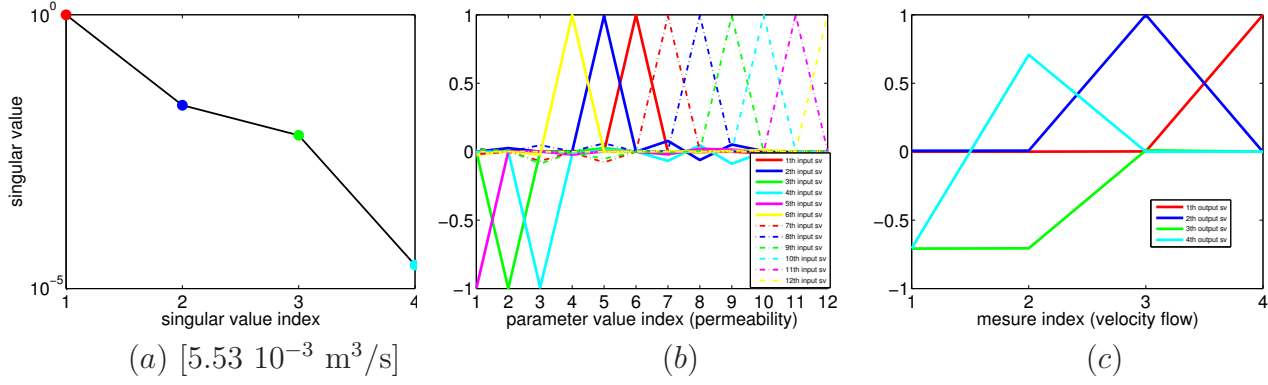 10^0
10^-5
singular value
1 2 3 4
singular value index
(a) [5.53 10^-3 m^3/s]
1
0.5
0
−0.5
−1
1th input sv
2th input sv
3th input sv
4th input sv
5th input sv
6th input sv
7th input sv
8th input sv
9th input sv
10th input sv
11th input sv
12th input sv
1 2 3 4 5 6 7 8 9 10 11 12
parameter value index (permeability)
(b)
1
0.5
0
−0.5
−1
1th output sv
2th output sv
3th output sv
4th output sv
1 2 3 4
mesure index (velocity flow)
(c)